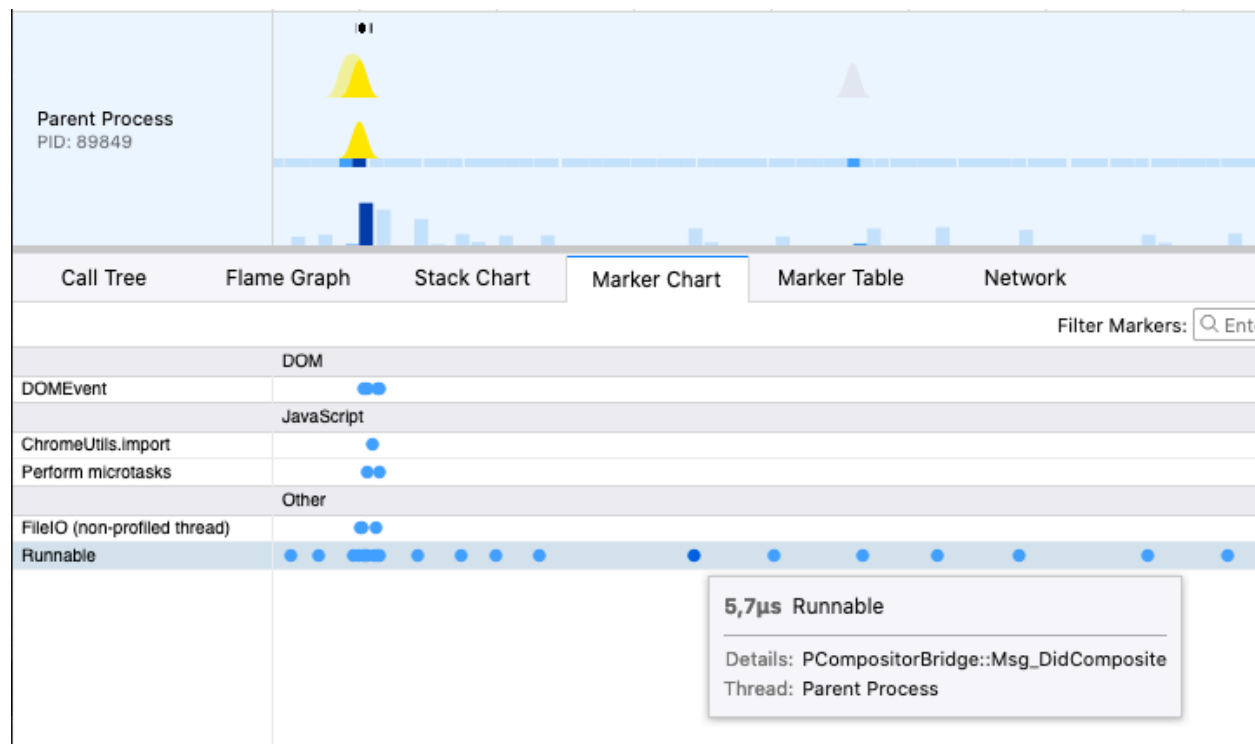 Parent Process
PID: 89849
Call Tree Flame Graph Stack Chart Marker Chart Marker Table Network
Filter Markers: Ente
DOM
DOMEvent
JavaScript
ChromeUtils.import
Perform microtasks
Other
FileIO (non-profiled thread)
Runnable
5,7μs Runnable
Details: PCompositorBridge::Msg_DidComposite
Thread: Parent Process